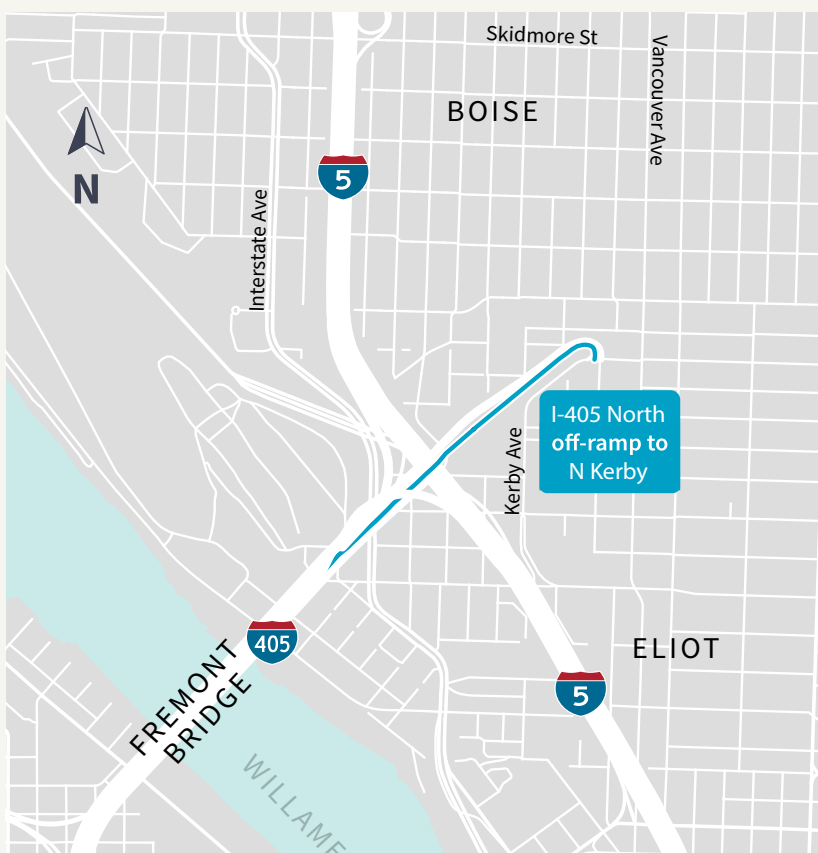 Skidmore St
Vancouver Ave
BOISE
N
5
Interstate Ave
I-405 North
off-ramp to
N Kerby
Kerby Ave
405
ELIOT
FREMONT
BRIDGE
5
WILLAME